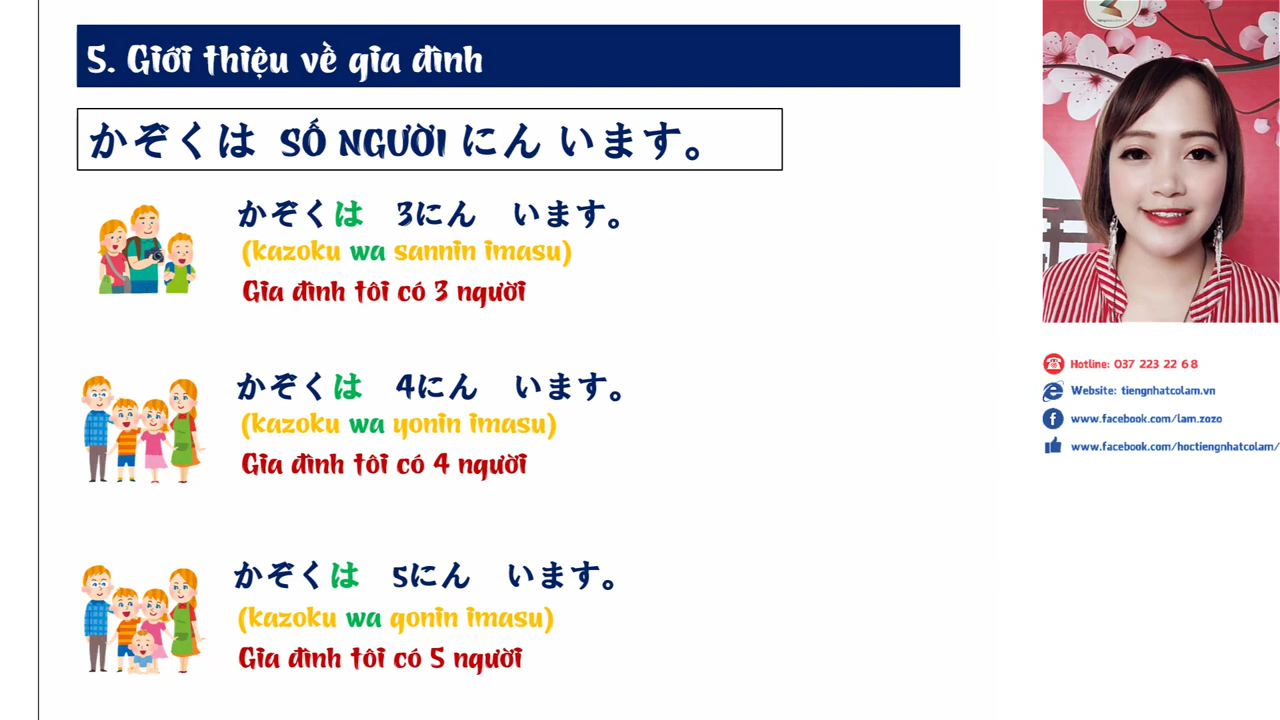 5. Giới thiệu về gia đình
かぞくは SỐ NGƯỜI にん います。
かぞくは 3にん います。
(kazoku wa sannin imasu)
Gia đình tôi có 3 người
かぞくは 4にん います。
(kazoku wa yonin imasu)
Gia đình tôi có 4 người
かぞくは 5にん います。
(kazoku wa gonin imasu)
Gia đình tôi có 5 người
Hotline: 037 223 22 68
Website: tiengnhatcolam.vn
www.facebook.com/lam.zozo
www.facebook.com/hoctiengnhatcolam/